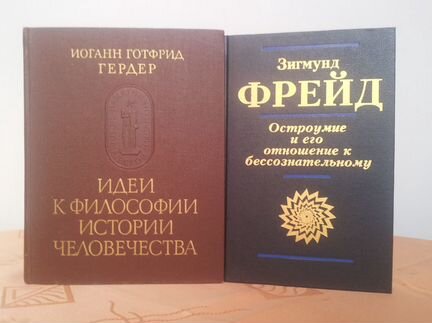 ИОГАНН ГОТФРИД
ГЕРДЕР
ИДЕИ
К ФИЛОСОФИИ
ИСТОРИИ
ЧЕЛОВЕЧЕСТВА
Зигмунд
ФРЕЙД
Остроумие
и его
отношение к
бессознательному